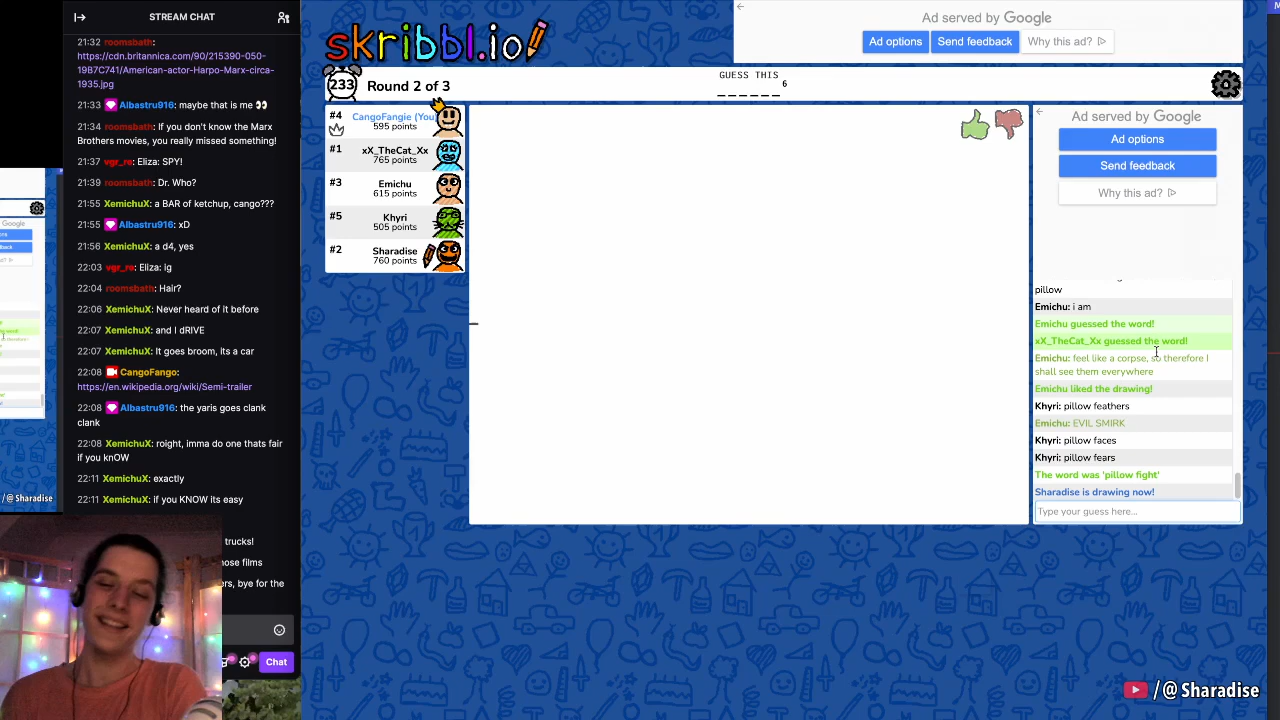 STREAM CHAT
21:32 roomsbath:
https://cdn.britannica.com/90/215390-050-
19B7C741/American-actor-Harpo-Marx-circa-
1935.jpg
21:33 Albastru916: maybe that is me 👀
21:34 roomsbath: If you don't know the Marx
Brothers movies, you really missed something!
21:37 vgr_re: Eliza: SPY!
21:39 roomsbath: Dr. Who?
21:55 XemichuX: a BAR of ketchup, cango???
21:55 Albastru916: xD
21:56 XemichuX: a d4, yes
22:03 vgr_re: Eliza: ig
22:04 roomsbath: Hair?
22:06 XemichuX: Never heard of it before
22:07 XemichuX: and I dRIVE
22:07 XemichuX: It goes broom, its a car
22:08 CangoFango:
https://en.wikipedia.org/wiki/Semi-trailer
22:08 Albastru916: the yaris goes clank
clank
22:08 XemichuX: roight, imma do one thats fair
if you knOW
22:11 XemichuX: exactly
22:11 XemichuX: if you KNOW its easy
trucks!
ose films
ers, bye for the
Chat
/@ Sharadise
skribbl.io
Ad served by Google
Ad options
Send feedback
Why this ad?
233
Round 2 of 3
GUESS THIS
______ 6
#4 CangoFangie (You)
595 points
#1 xX_TheCat_Xx
765 points
#3 Emichu
615 points
#5 Khyri
505 points
#2 Sharadise
760 points
Ad served by Google
Ad options
Send feedback
Why this ad?
pillow
Emichu: i am
Emichu guessed the word!
xX_TheCat_Xx guessed the word!
Emichu: feel like a corpse, so therefore I
shall see them everywhere
Emichu liked the drawing!
Khyri: pillow feathers
Emichu: EVIL SMIRK
Khyri: pillow faces
Khyri: pillow fears
The word was 'pillow fight'
Sharadise is drawing now!
Type your guess here...
/@ Sharadise